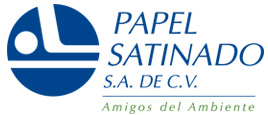 PAPEL
SATINADO
S.A. DE C.V.
Amigos del Ambiente